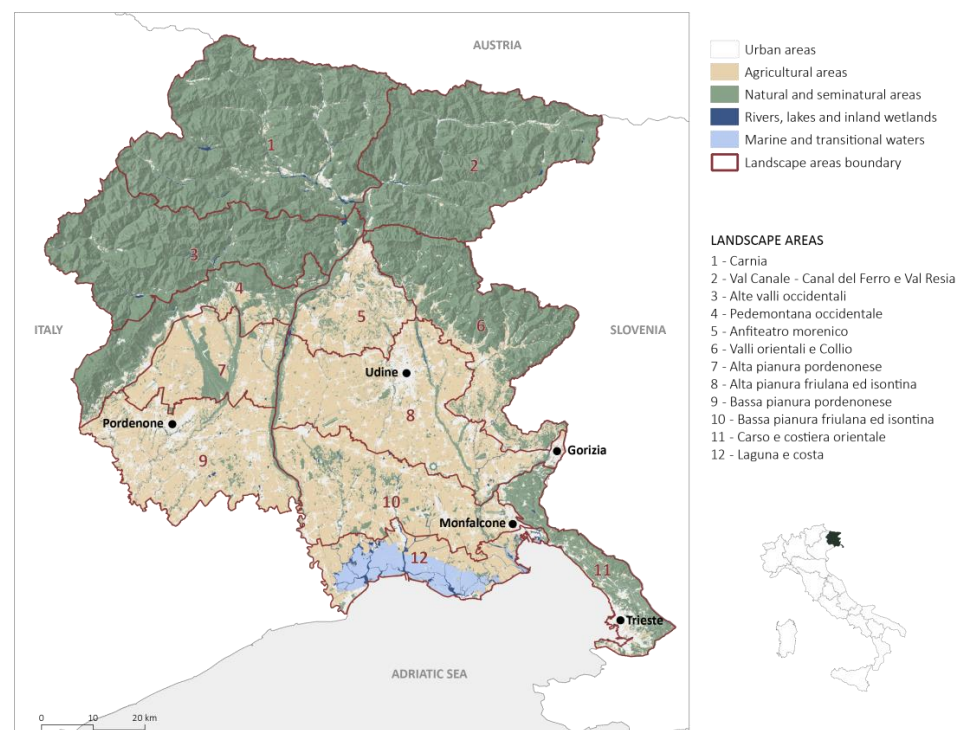 AUSTRIA
1
2
3
4
ITALY
5
6
SLOVENIA
7
Udine
8
Pordenone
Gorizia
9
10
Monfalcone
12
11
Trieste
ADRIATIC SEA
0 10 20 km
Urban areas
Agricultural areas
Natural and seminatural areas
Rivers, lakes and inland wetlands
Marine and transitional waters
Landscape areas boundary
LANDSCAPE AREAS
1 - Carnia
2 - Val Canale - Canal del Ferro e Val Resia
3 - Alte valli occidentali
4 - Pedemontana occidentale
5 - Anfiteatro morenico
6 - Valli orientali e Collio
7 - Alta pianura pordenonese
8 - Alta pianura friulana ed isontina
9 - Bassa pianura pordenonese
10 - Bassa pianura friulana ed isontina
11 - Carso e costiera orientale
12 - Laguna e costa